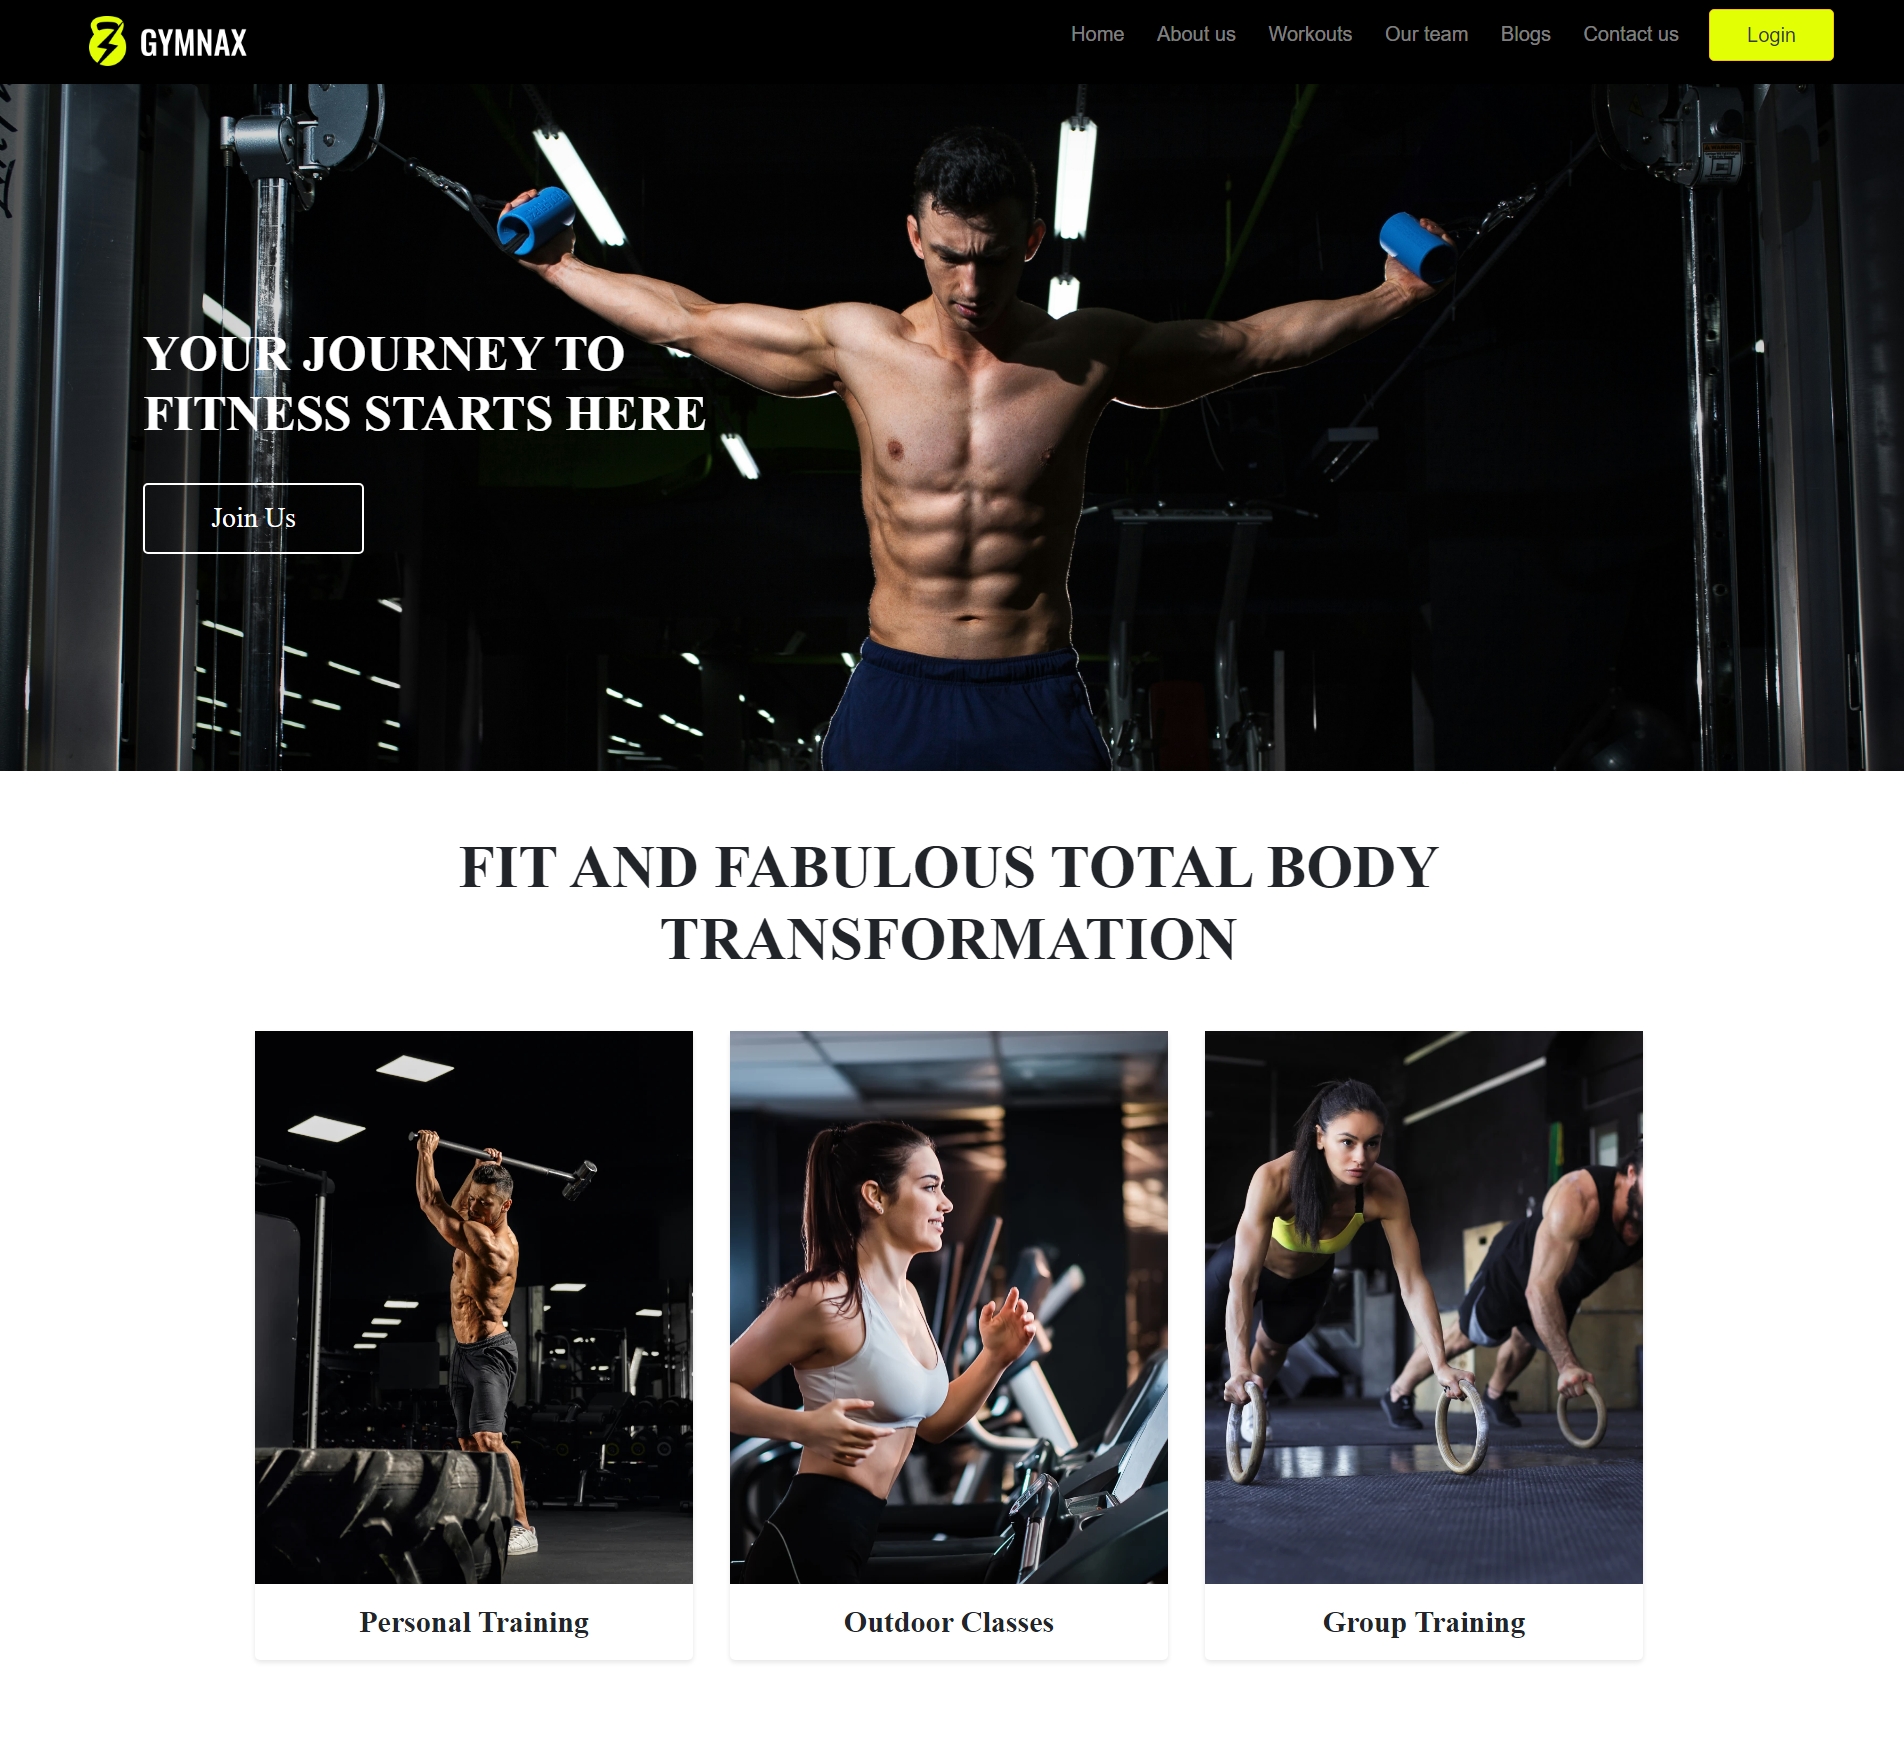 GYMNAX
Home
About us
Workouts
Our team
Blogs
Contact us
Login
YOUR JOURNEY TO
FITNESS STARTS HERE
Join Us
FIT AND FABULOUS TOTAL BODY
TRANSFORMATION
Personal Training
Outdoor Classes
Group Training